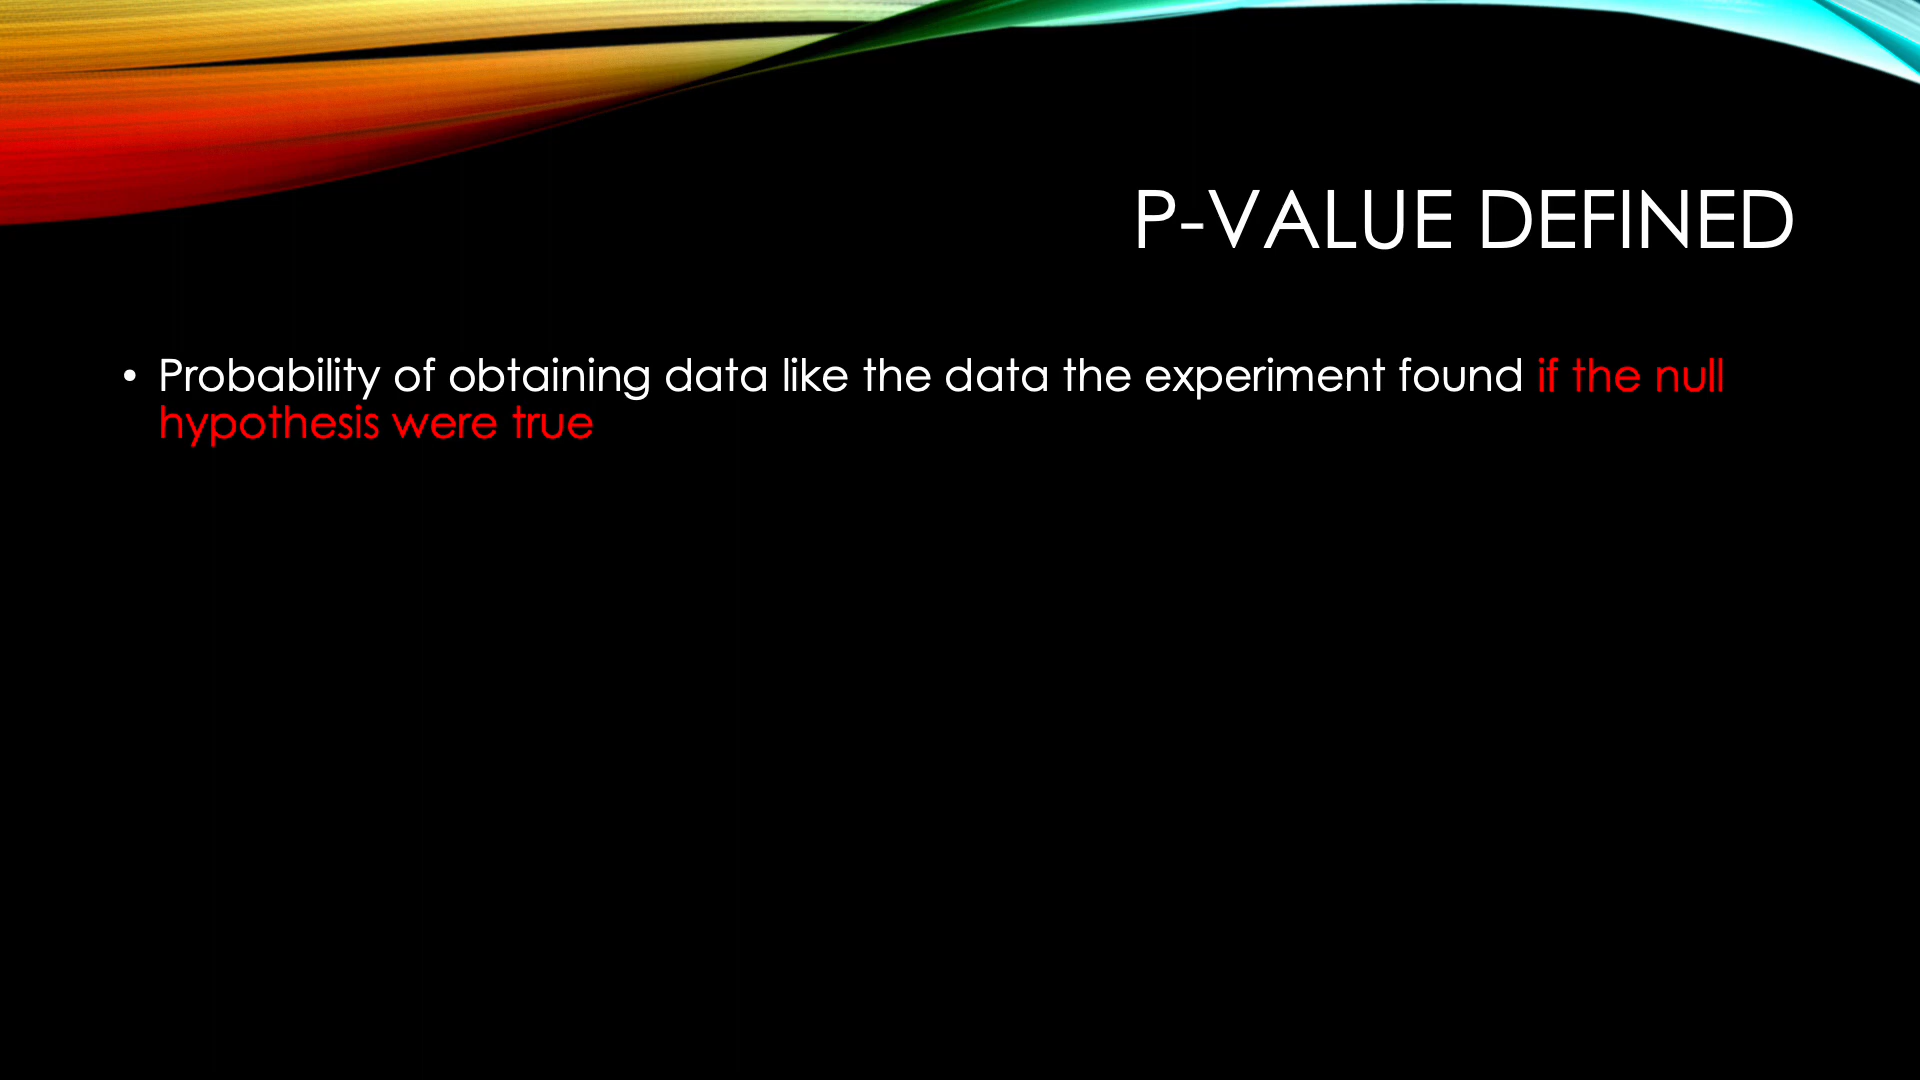 P-VALUE DEFINED
• Probability of obtaining data like the data the experiment found if the null
hypothesis were true